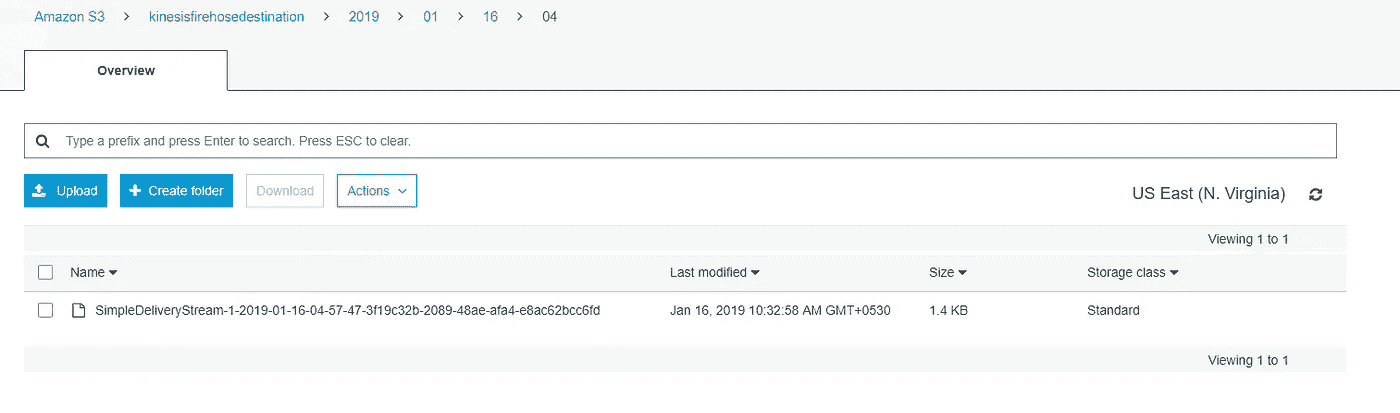 Amazon S3 > kinesisfirehosedestination > 2019 > 01 > 16 > 04
Overview
Type a prefix and press Enter to search. Press ESC to clear.
Upload Create folder Download Actions US East (N. Virginia)
Viewing 1 to 1
Name Last modified Size Storage class
SimpleDeliveryStream-1-2019-01-16-04-57-47-3f19c32b-2089-48ae-afa4-e8ac62bcc6fd Jan 16, 2019 10:32:58 AM GMT+0530 1.4 KB Standard
Viewing 1 to 1